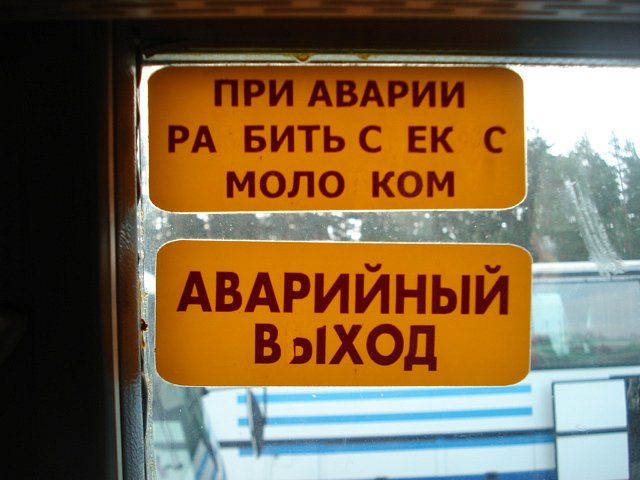 ПРИ АВАРИИ
РА БИТЬ С ЕК С
МОЛО КОМ
АВАРИЙНЫЙ
ВЫХОД